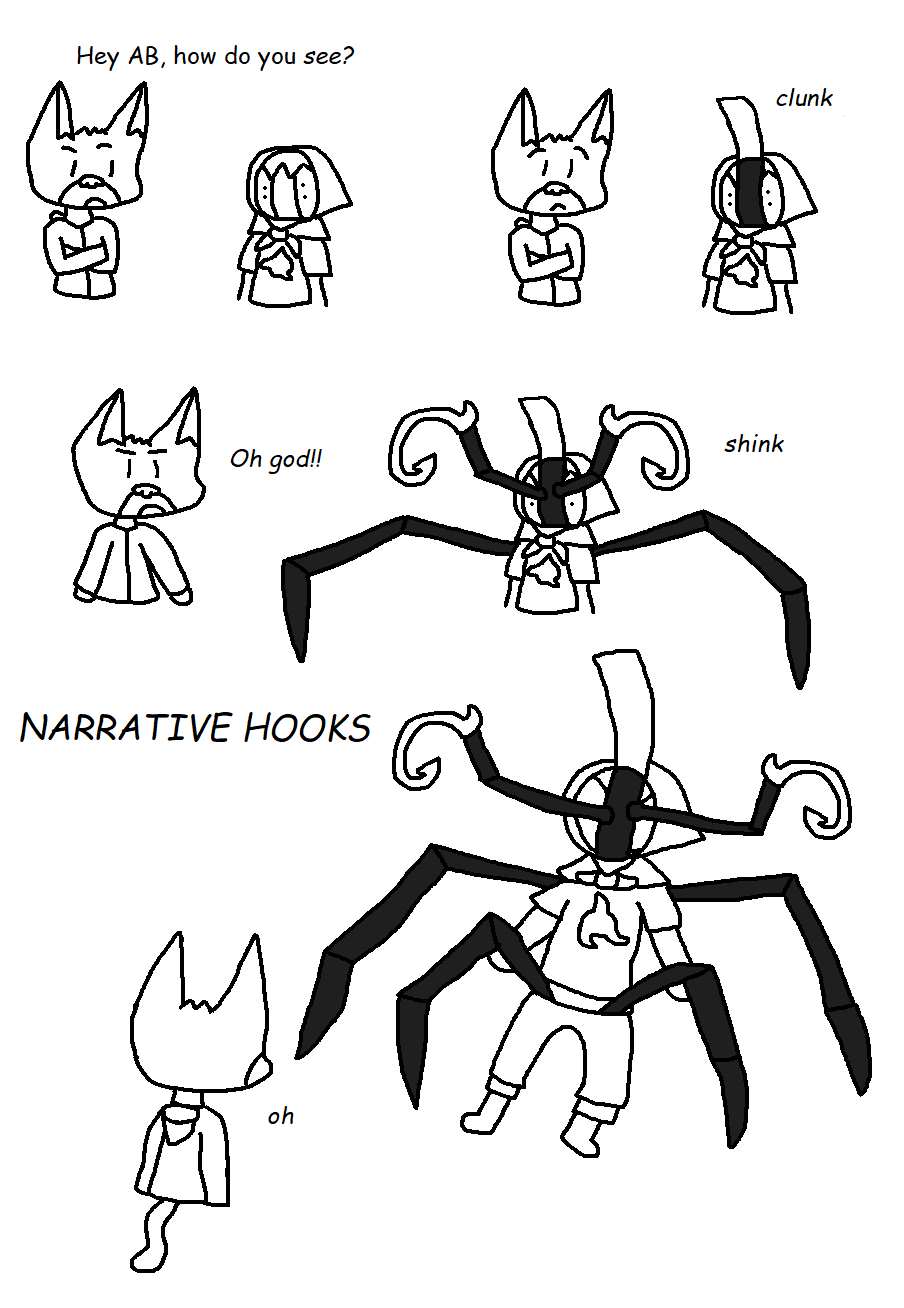 Hey AB, how do you see?
clunk
Oh god!!
shink
NARRATIVE HOOKS
oh